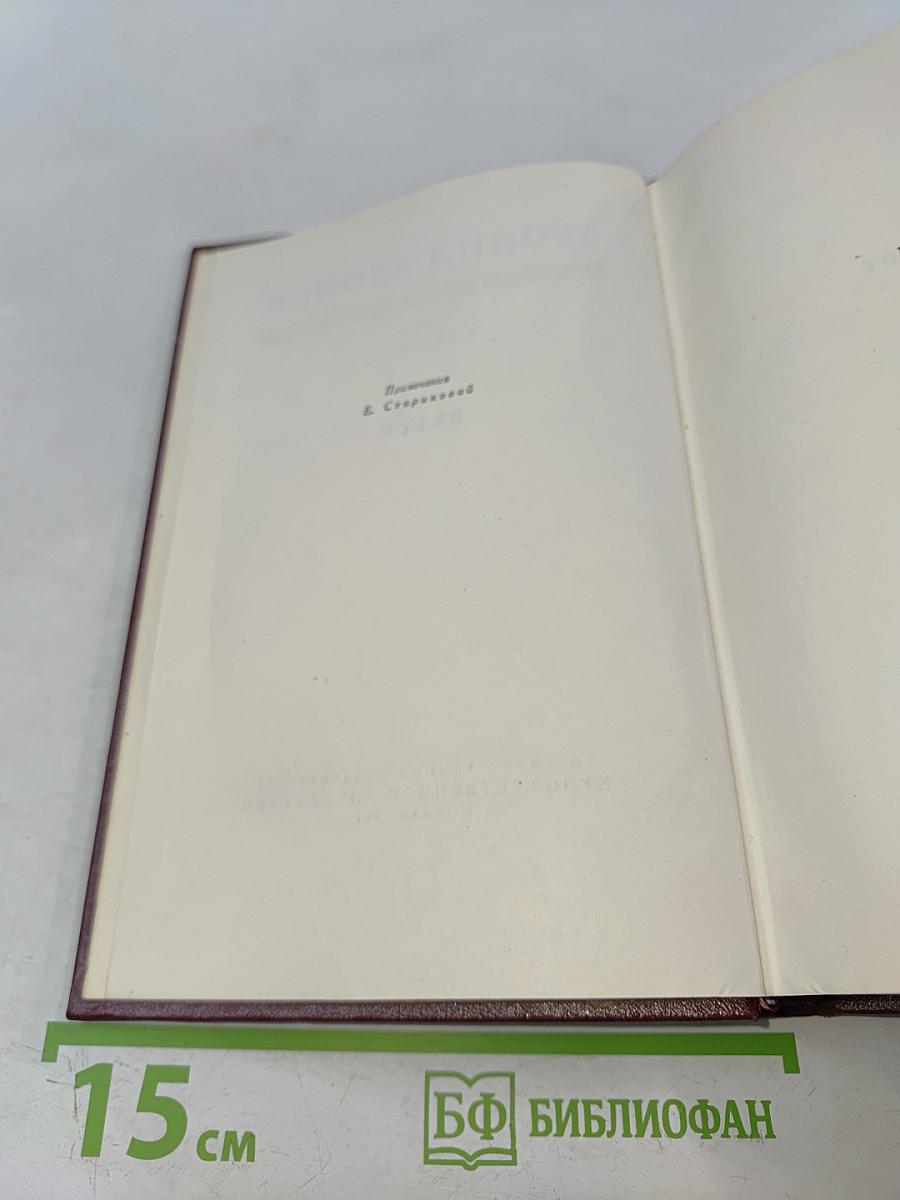 Примечания
Е. Стариковой
15 см
БФ БИБЛИОФАН